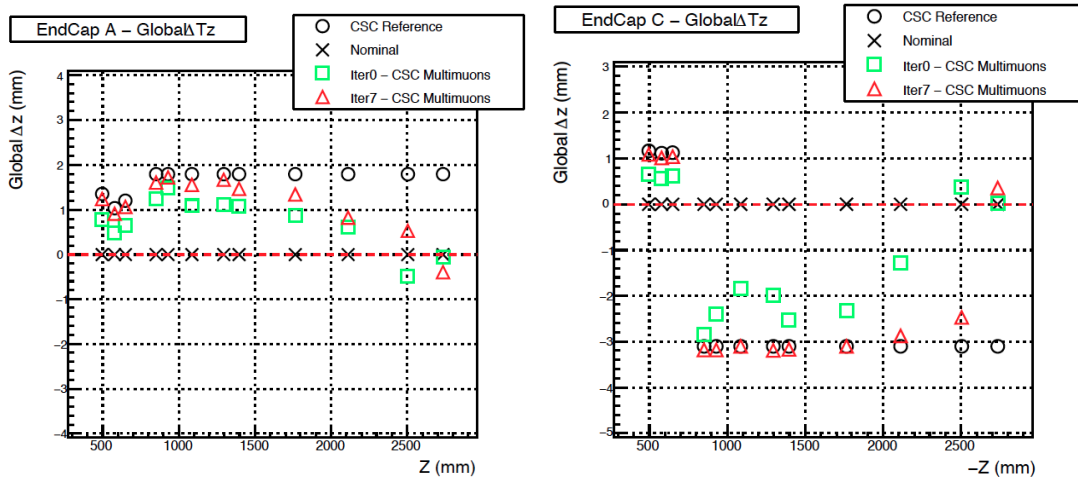 EndCap A – GlobalΔTz
CSC Reference
Nominal
Iter0 – CSC Multimuons
Iter7 – CSC Multimuons
Global Δz (mm)
4
3
2
1
0
−1
−2
−3
−4
500
1000
1500
2000
2500
Z (mm)
EndCap C – GlobalΔTz
CSC Reference
Nominal
Iter0 – CSC Multimuons
Iter7 – CSC Multimuons
Global Δz (mm)
3
2
1
0
−1
−2
−3
−4
−5
500
1000
1500
2000
2500
−Z (mm)